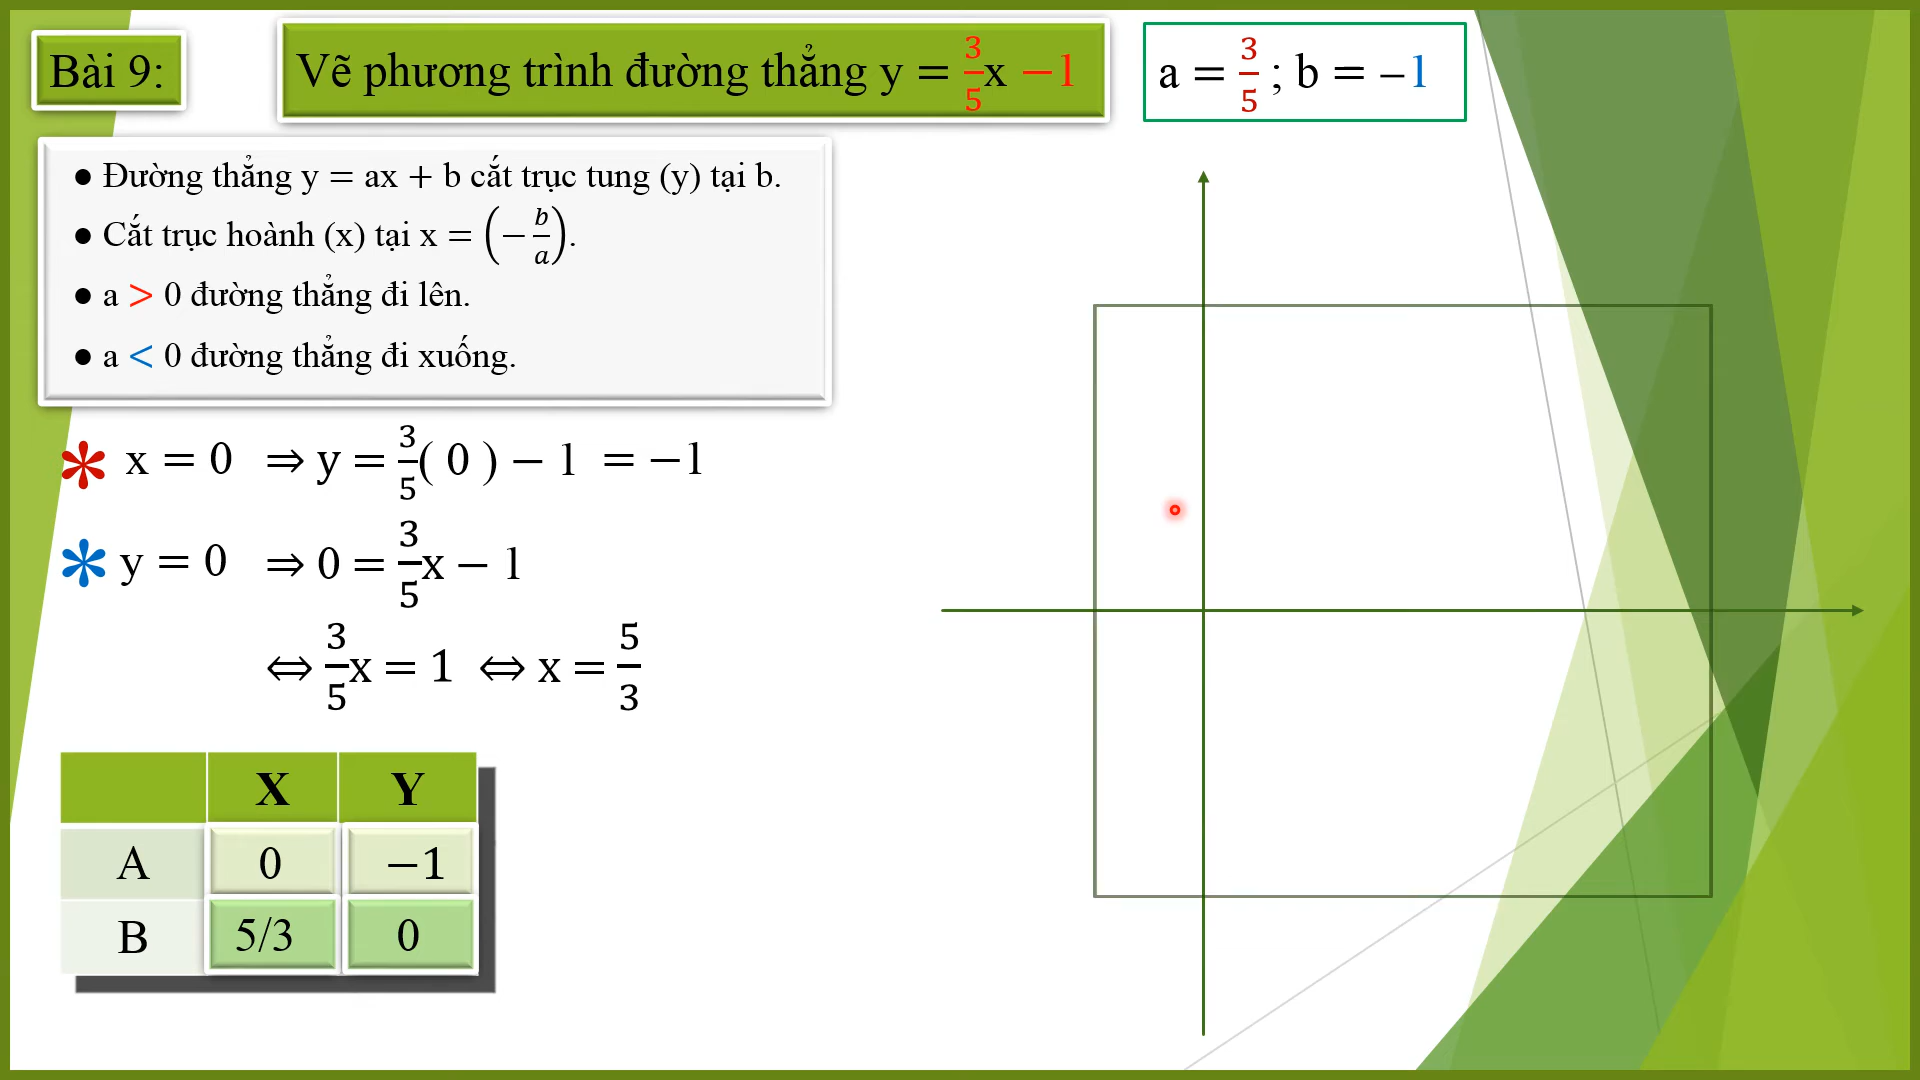 Bài 9:
Vẽ phương trình đường thẳng y = 3/5x −1
a = 3/5 ; b = −1
● Đường thẳng y = ax + b cắt trục tung (y) tại b.
● Cắt trục hoành (x) tại x = (−b/a).
● a > 0 đường thẳng đi lên.
● a < 0 đường thẳng đi xuống.
* x = 0 ⇒ y = 3/5( 0 ) − 1 = −1
* y = 0 ⇒ 0 = 3/5x − 1
⇔ 3/5x = 1 ⇔ x = 5/3
X Y
A 0 −1
B 5/3 0